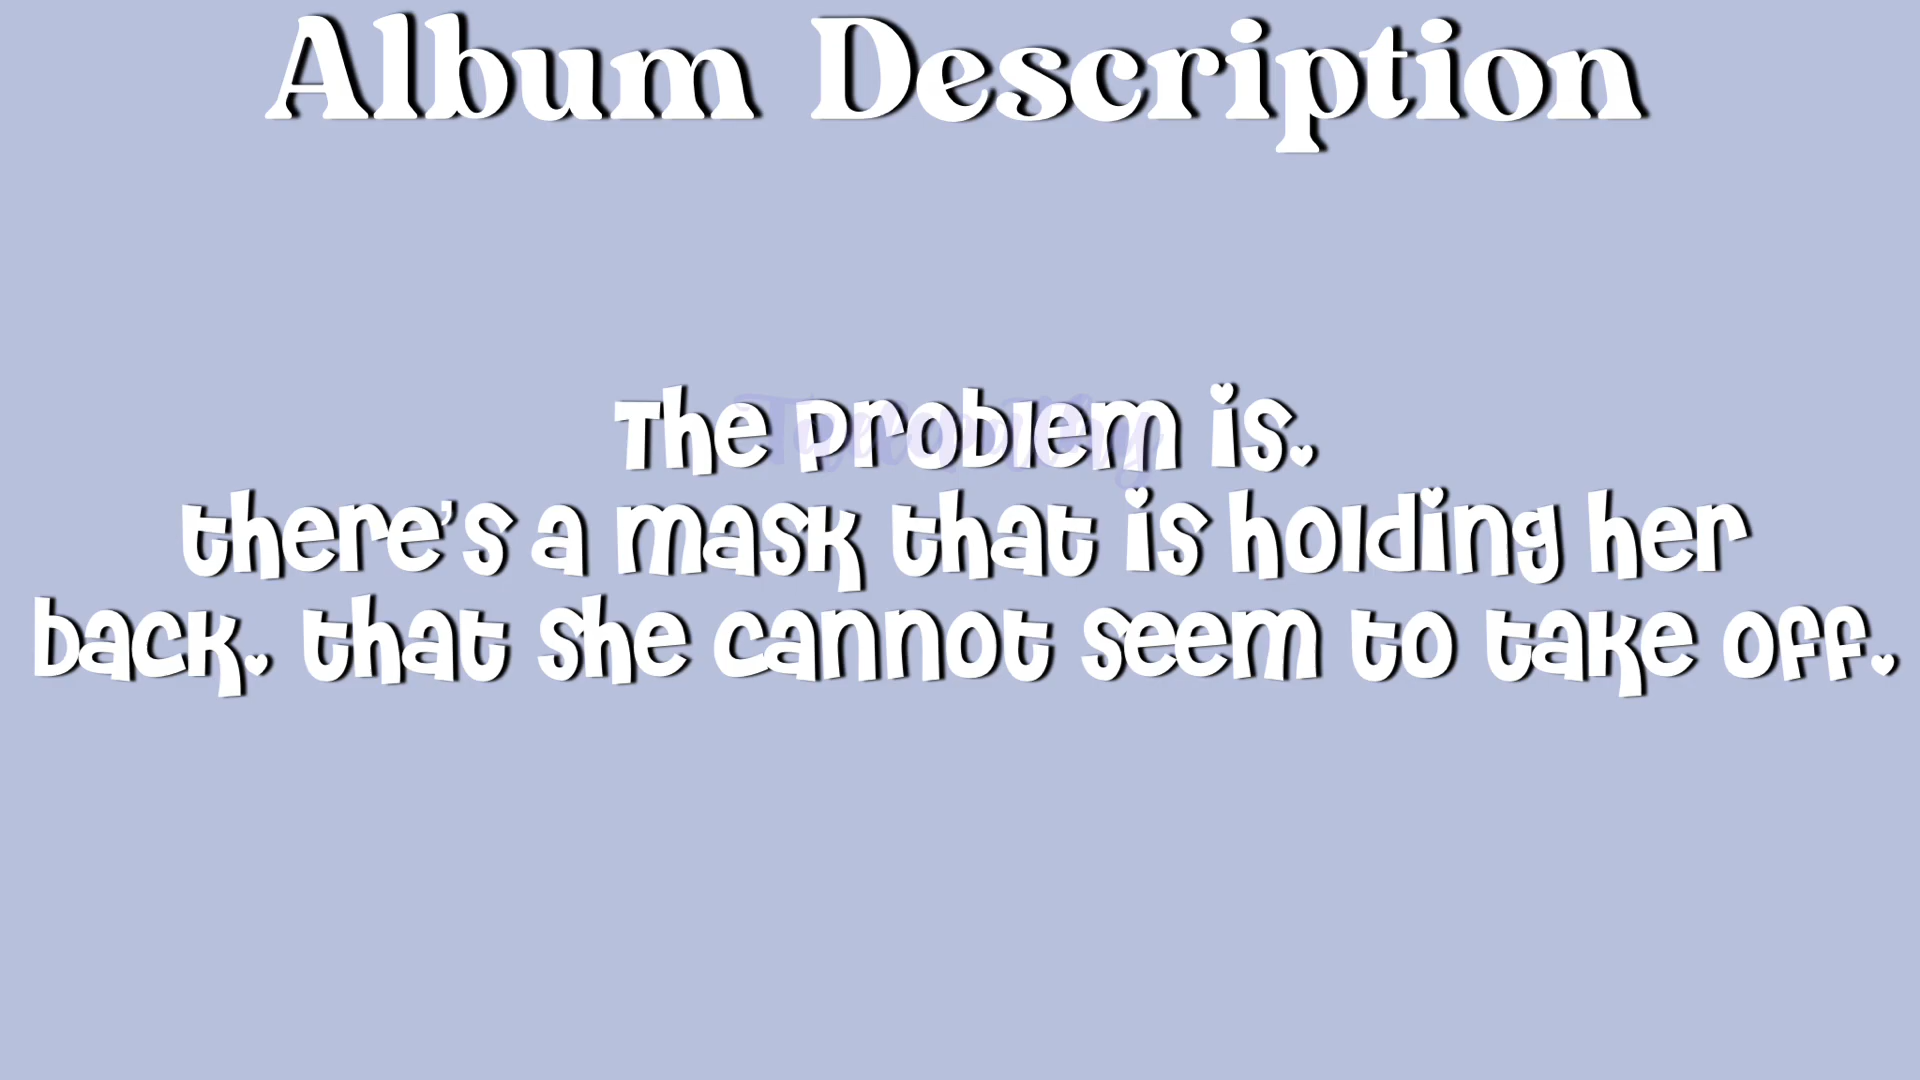 Album Description
The problem is.
there's a mask that is holding her
back. that she cannot seem to take off.